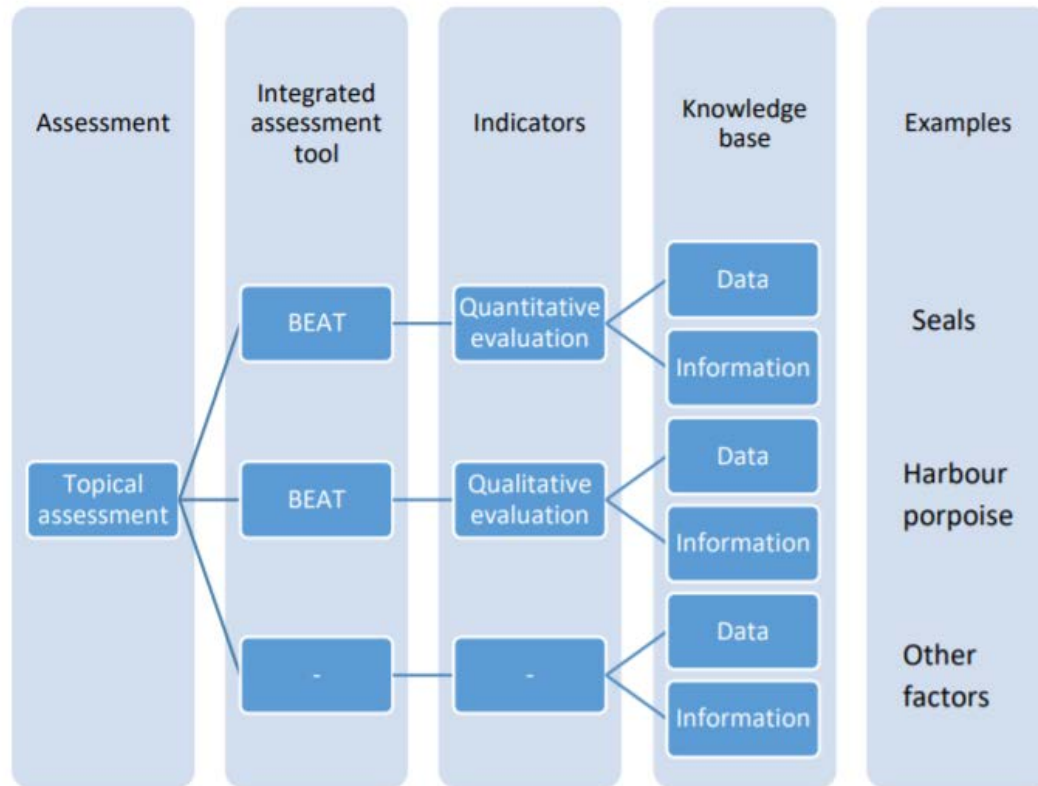 Assessment
Integrated
assessment
tool
Indicators
Knowledge
base
Examples
Topical
assessment
BEAT
Quantitative
evaluation
Data
Information
Seals
BEAT
Qualitative
evaluation
Data
Information
Harbour
porpoise
-
-
Data
Information
Other
factors